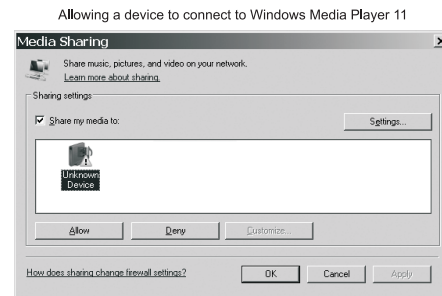 Allowing a device to connect to Windows Media Player 11
Media Sharing
Share music, pictures, and video on your network.
Learn more about sharing.
Sharing settings
Share my media to:
Settings...
Unknown
Device
Allow
Deny
Customize...
How does sharing change firewall settings?
OK
Cancel
Apply